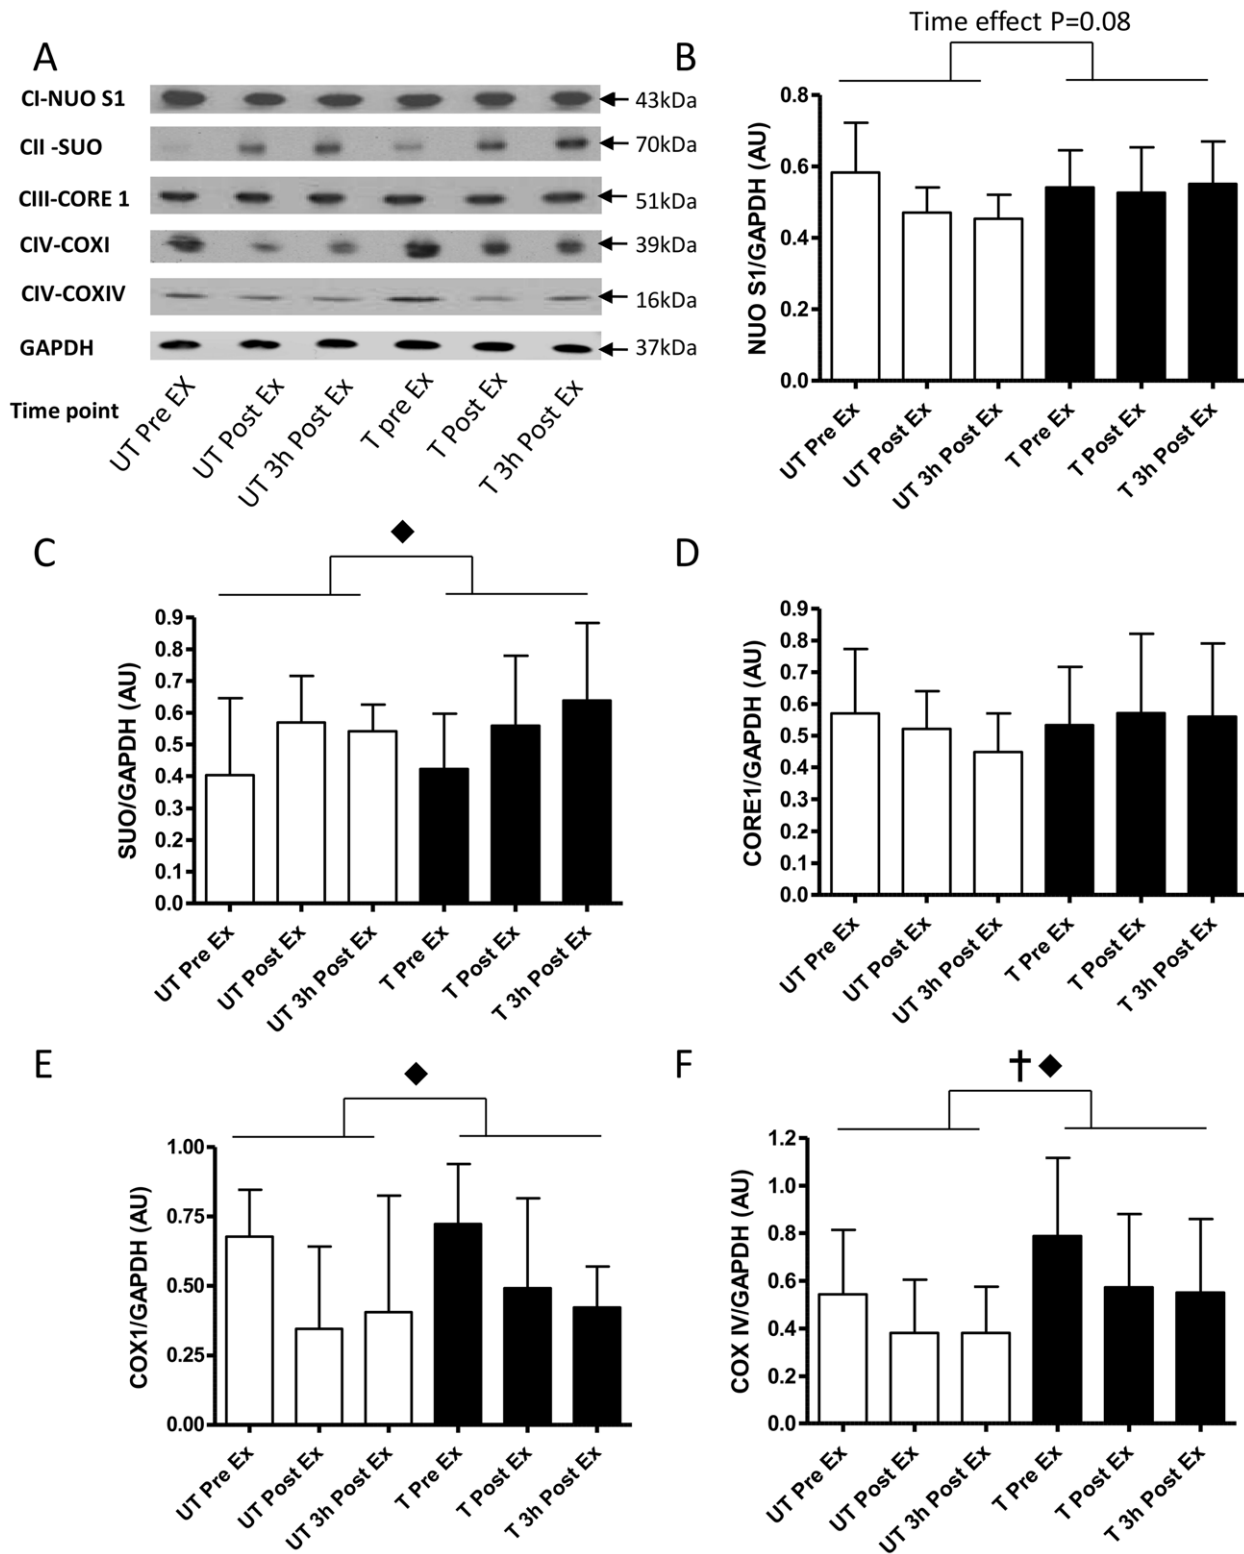 A
CI-NUO S1
43kDa
CII -SUO
70kDa
CIII-CORE 1
51kDa
CIV-COXI
39kDa
CIV-COXIV
16kDa
GAPDH
37kDa
Time point
UT Pre EX
UT Post Ex
UT 3h Post Ex
T pre Ex
T Post Ex
T 3h Post Ex
B
Time effect P=0.08
NUO S1/GAPDH (AU)
0.8
0.6
0.4
0.2
0.0
UT Pre Ex
UT Post Ex
UT 3h Post Ex
T Pre Ex
T Post Ex
T 3h Post Ex
C
◆
SUO/GAPDH (AU)
0.9
0.8
0.7
0.6
0.5
0.4
0.3
0.2
0.1
0.0
UT Pre Ex
UT Post Ex
UT 3h Post Ex
T Pre Ex
T Post Ex
T 3h Post Ex
D
CORE1/GAPDH (AU)
0.9
0.8
0.7
0.6
0.5
0.4
0.3
0.2
0.1
0.0
UT Pre Ex
UT Post Ex
UT 3h Post Ex
T Pre Ex
T Post Ex
T 3h Post Ex
E
◆
COX1/GAPDH (AU)
1.00
0.75
0.50
0.25
0.00
UT Pre Ex
UT Post Ex
UT 3h Post Ex
T Pre Ex
T Post Ex
T 3h Post Ex
F
†◆
COX IV/GAPDH (AU)
1.2
1.0
0.8
0.6
0.4
0.2
0.0
UT Pre Ex
UT Post Ex
UT 3h Post Ex
T Pre Ex
T Post Ex
T 3h Post Ex